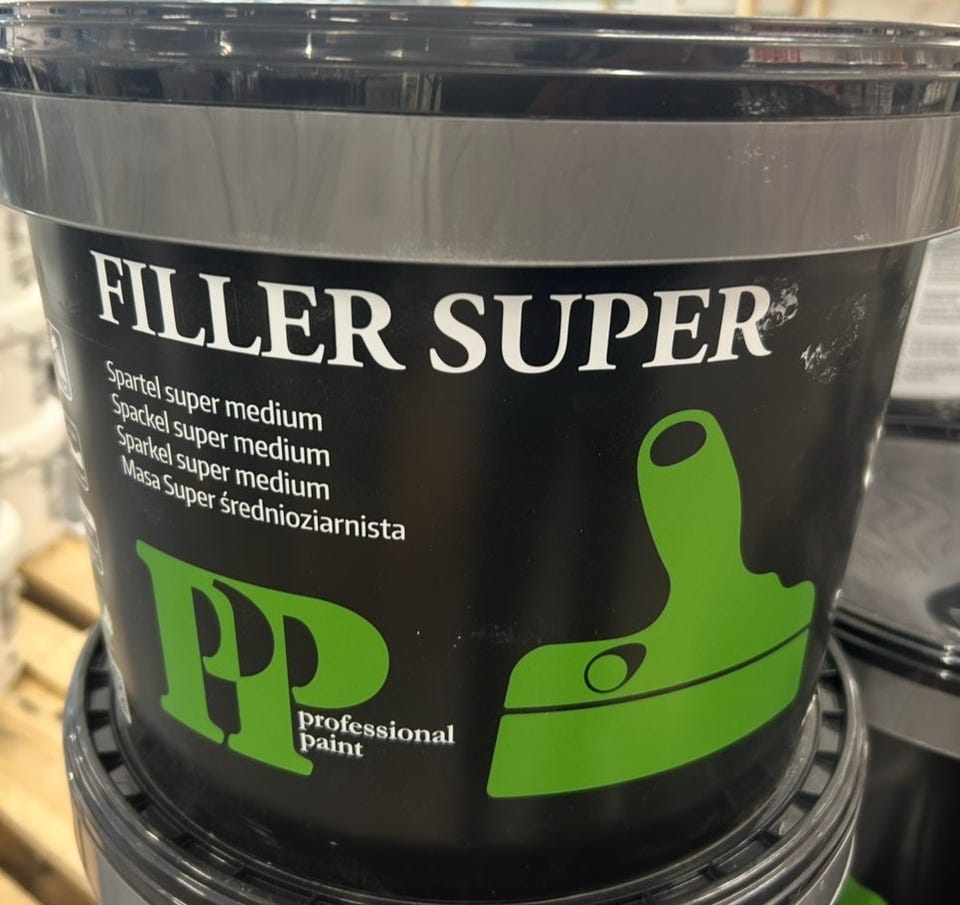 FILLER SUPER
Spartel super medium
Spackel super medium
Sparkel super medium
Masa Super średnioziarnista
PP
professional
paint